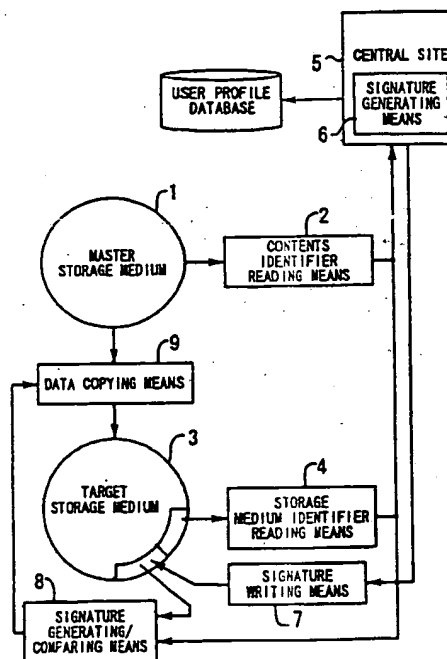 5
CENTRAL SITE
SIGNATURE
GENERATING
MEANS
6
USER PROFILE
DATABASE
1
MASTER
STORAGE MEDIUM
2
CONTENTS
IDENTIFIER
READING MEANS
9
DATA COPYING MEANS
3
TARGET
STORAGE MEDIUM
4
STORAGE
MEDIUM IDENTIFIER
READING MEANS
SIGNATURE
WRITING MEANS
7
8
SIGNATURE
GENERATING/
COMPARING MEANS